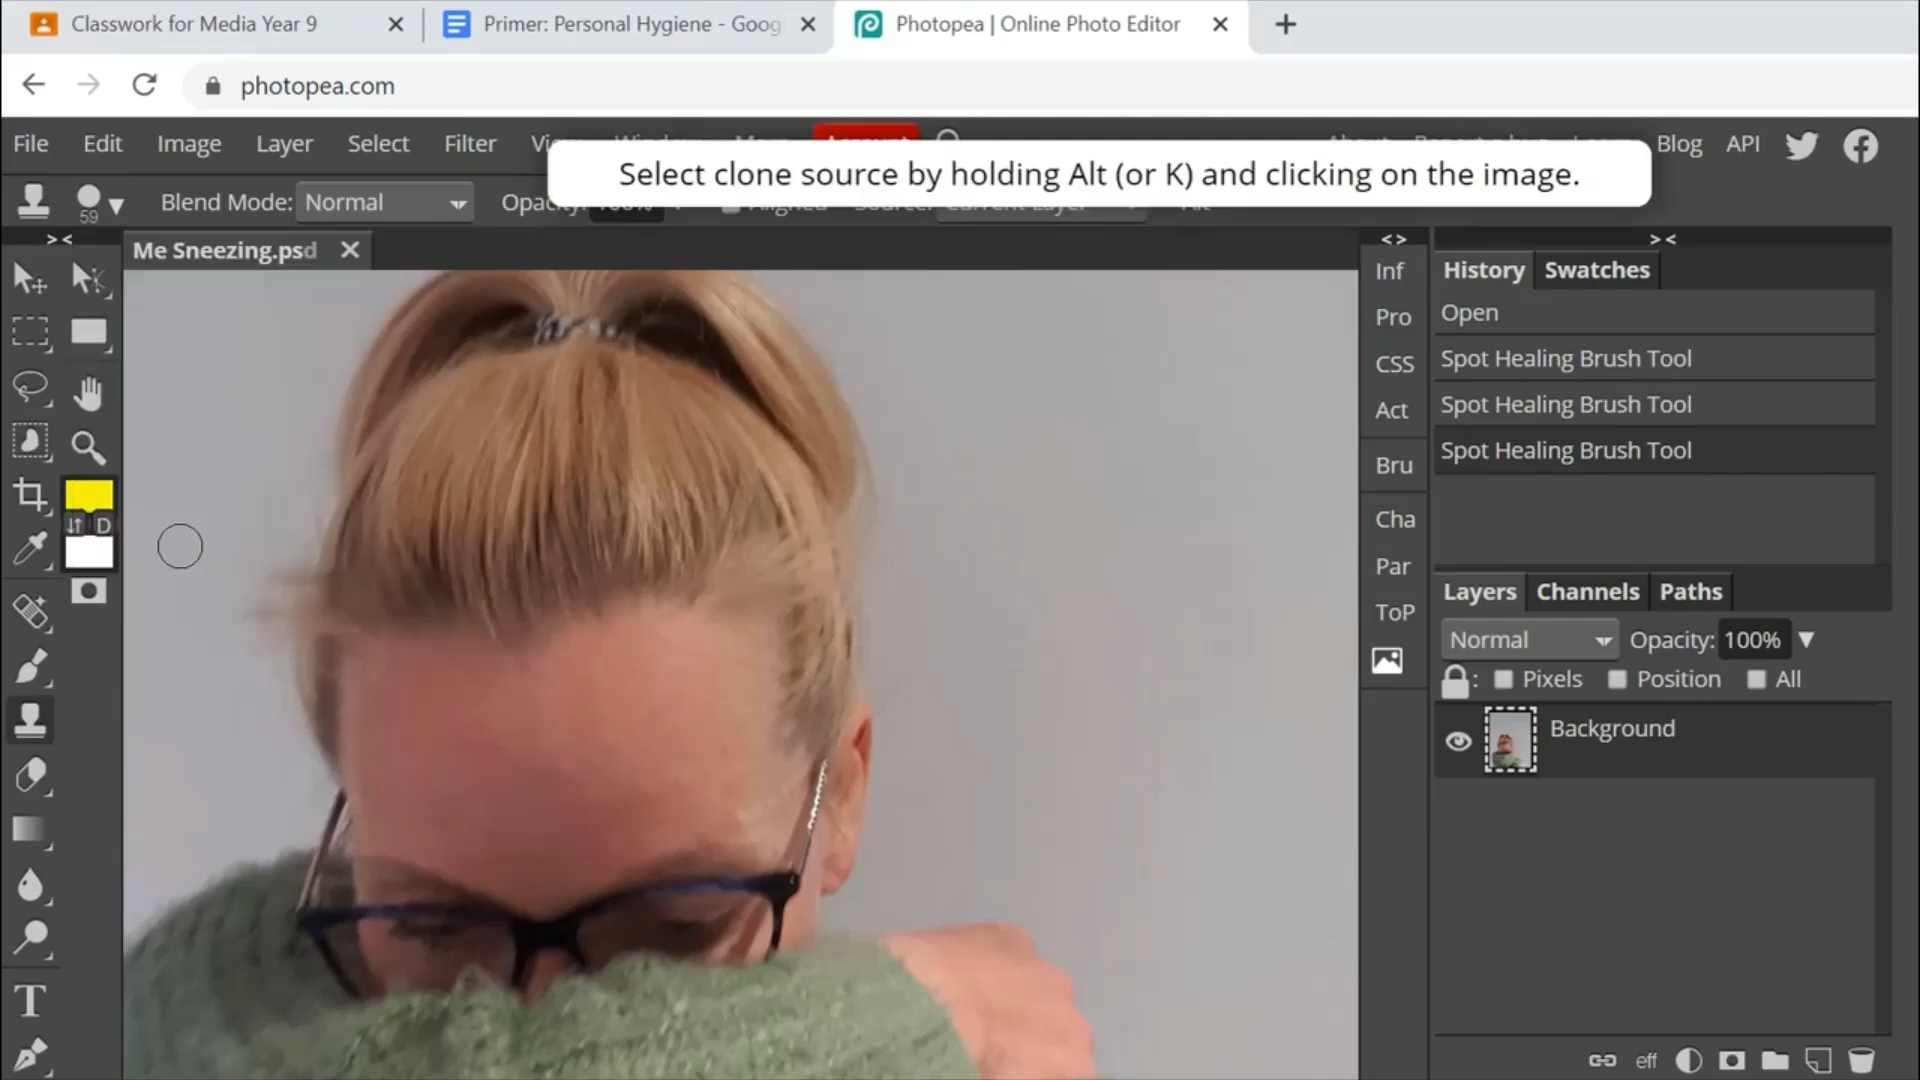 Classwork for Media Year 9
Primer: Personal Hygiene - Goog
Photopea | Online Photo Editor
photopea.com
File Edit Image Layer Select Filter
Blog API
Select clone source by holding Alt (or K) and clicking on the image.
59 Blend Mode: Normal
Me Sneezing.psd
> <
< >
> <
D
T
Inf
Pro
CSS
Act
Bru
Cha
Par
ToP
History Swatches
Open
Spot Healing Brush Tool
Spot Healing Brush Tool
Spot Healing Brush Tool
Layers Channels Paths
Normal Opacity: 100%
: Pixels Position All
Background
eff